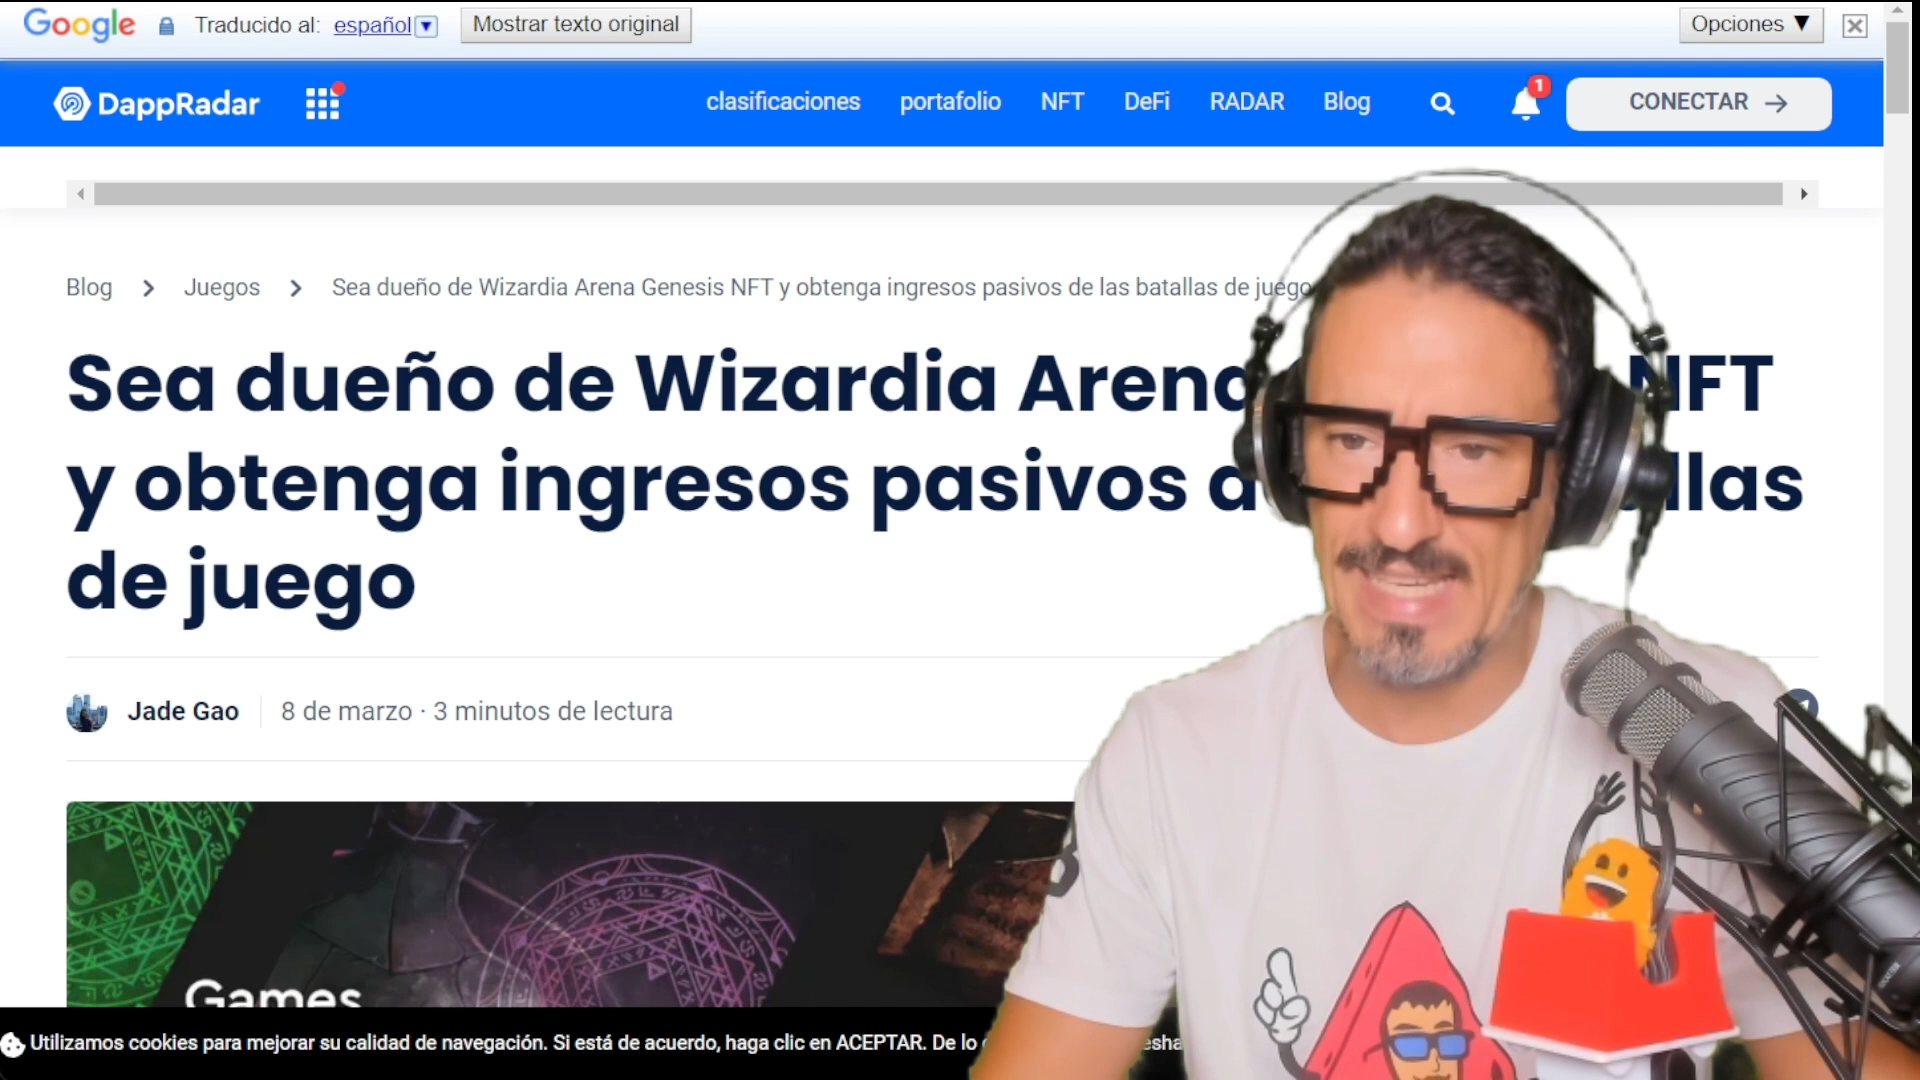 Google Traducido al: español Mostrar texto original Opciones ▼
DappRadar clasificaciones portafolio NFT DeFi RADAR Blog 1 CONECTAR →
Blog > Juegos > Sea dueño de Wizardia Arena Genesis NFT y obtenga ingresos pasivos de las batallas de juego
Sea dueño de Wizardia Arena NFT
y obtenga ingresos pasivos
de juego
Jade Gao 8 de marzo · 3 minutos de lectura
Games
Utilizamos cookies para mejorar su calidad de navegación. Si está de acuerdo, haga clic en ACEPTAR. De lo